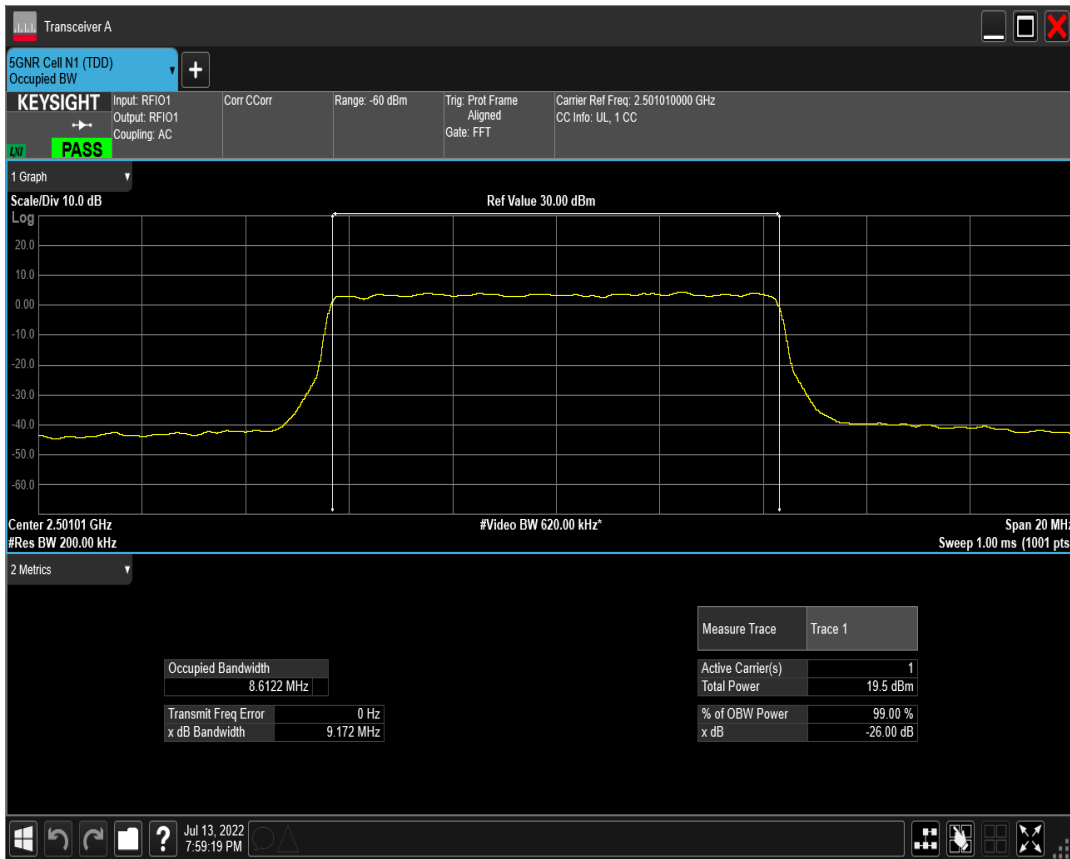 Transceiver A
5GNR Cell N1 (TDD)
Occupied BW
+
KEYSIGHT
LXI
PASS
Input: RFIO1
Output: RFIO1
Coupling: AC
Corr CCorr
Range: -60 dBm
Trig: Prot Frame
Aligned
Gate: FFT
Carrier Ref Freq: 2.501010000 GHz
CC Info: UL, 1 CC
1 Graph
Scale/Div 10.0 dB
Ref Value 30.00 dBm
Log
20.0
10.0
0.00
-10.0
-20.0
-30.0
-40.0
-50.0
-60.0
Center 2.50101 GHz
#Video BW 620.00 kHz*
Span 20 MHz
#Res BW 200.00 kHz
Sweep 1.00 ms (1001 pts
2 Metrics
Measure Trace Trace 1
Occupied Bandwidth
8.6122 MHz
Active Carrier(s) 1
Total Power 19.5 dBm
Transmit Freq Error 0 Hz
x dB Bandwidth 9.172 MHz
% of OBW Power 99.00 %
x dB -26.00 dB
?
Jul 13, 2022
7:59:19 PM